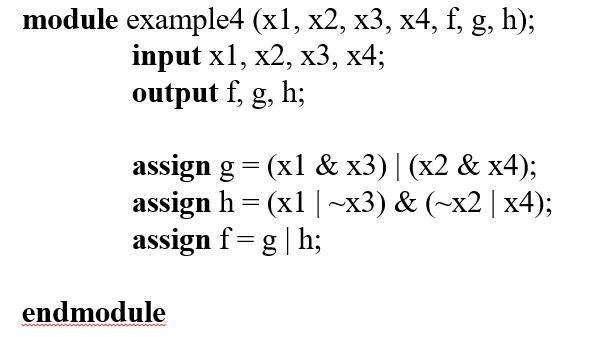 module example4 (x1, x2, x3, x4, f, g, h);
input x1, x2, x3, x4;
output f, g, h;
assign g = (x1 & x3) | (x2 & x4);
assign h = (x1 | ~x3) & (~x2 | x4);
assign f = g | h;
endmodule